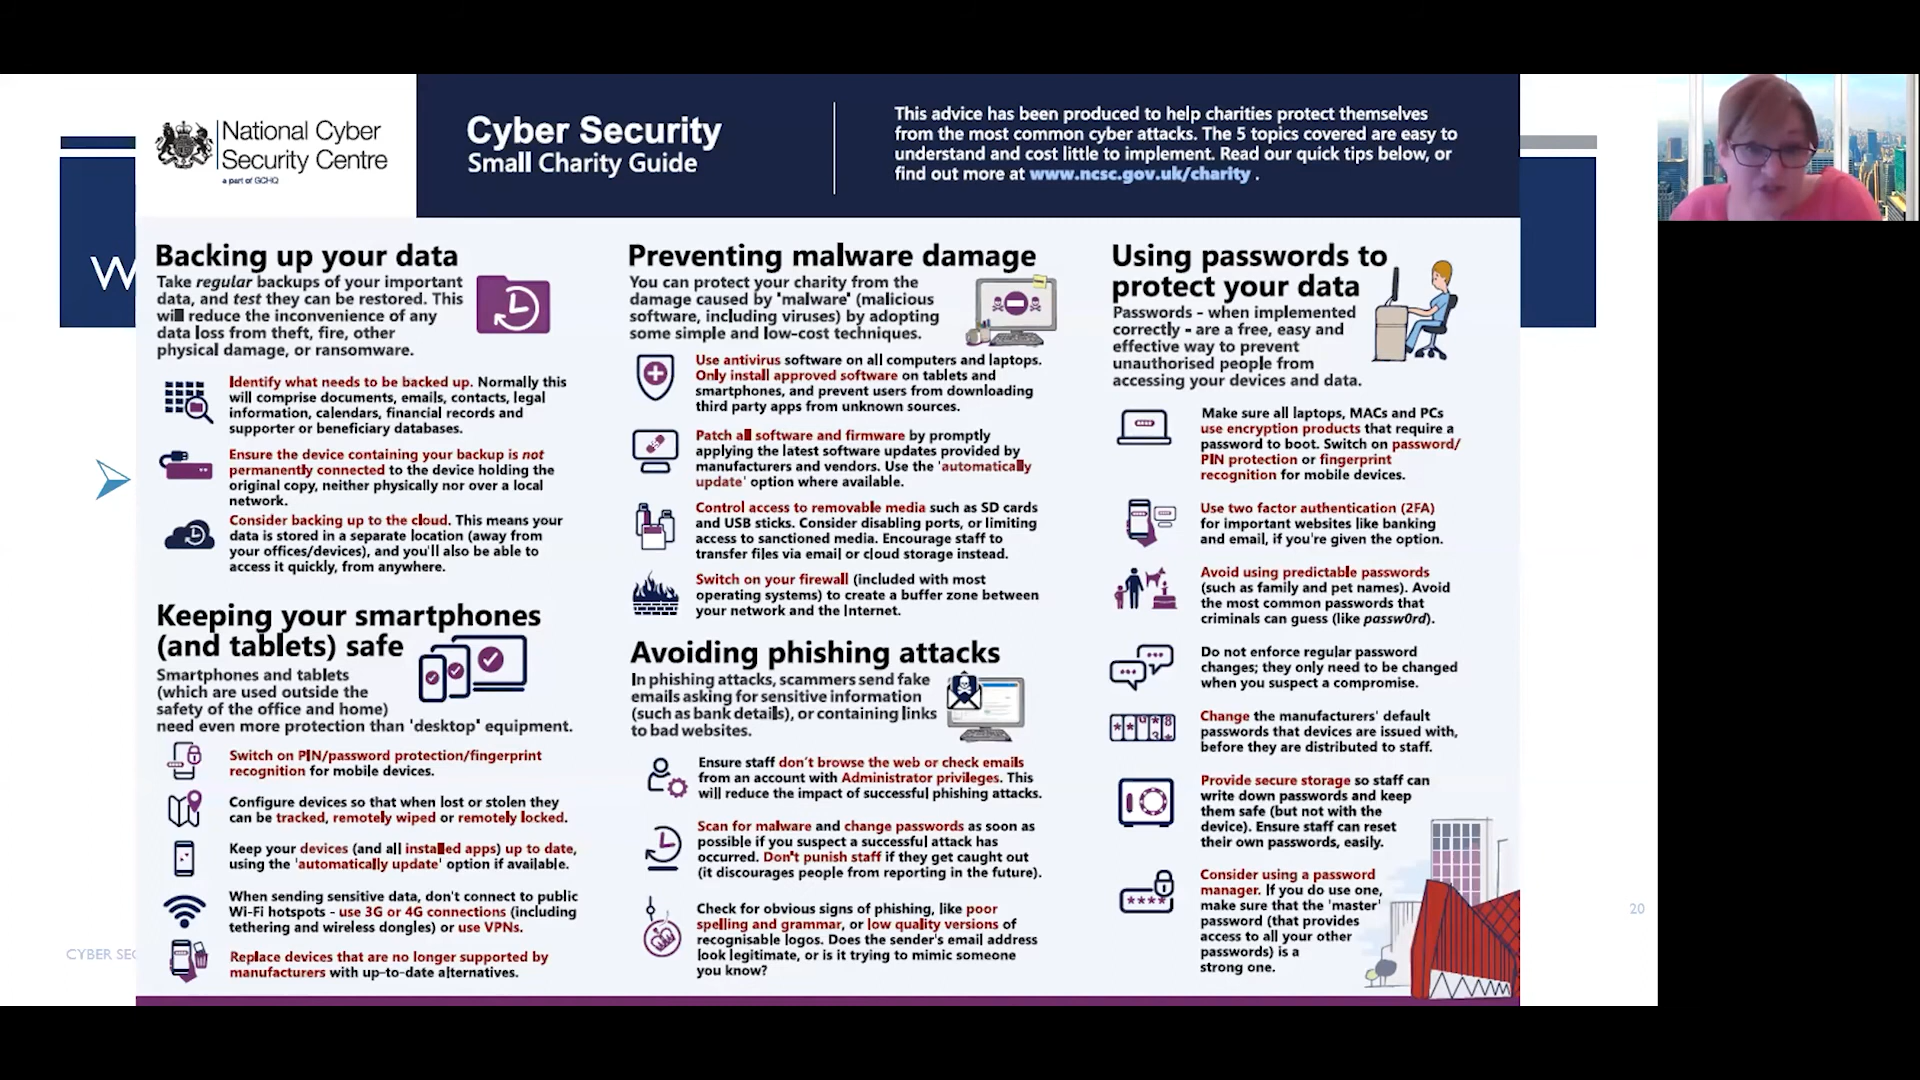 National Cyber
Security Centre
a part of GCHQ
Cyber Security
Small Charity Guide
This advice has been produced to help charities protect themselves
from the most common cyber attacks. The 5 topics covered are easy to
understand and cost little to implement. Read our quick tips below, or
find out more at www.ncsc.gov.uk/charity .
W
Backing up your data
Take regular backups of your important
data, and test they can be restored. This
will reduce the inconvenience of any
data loss from theft, fire, other
physical damage, or ransomware.
Identify what needs to be backed up. Normally this
will comprise documents, emails, contacts, legal
information, calendars, financial records and
supporter or beneficiary databases.
Ensure the device containing your backup is not
permanently connected to the device holding the
original copy, neither physically nor over a local
network.
Consider backing up to the cloud. This means your
data is stored in a separate location (away from
your offices/devices), and you'll also be able to
access it quickly, from anywhere.
Keeping your smartphones
(and tablets) safe
Smartphones and tablets
(which are used outside the
safety of the office and home)
need even more protection than 'desktop' equipment.
Switch on PIN/password protection/fingerprint
recognition for mobile devices.
Configure devices so that when lost or stolen they
can be tracked, remotely wiped or remotely locked.
Keep your devices (and all installed apps) up to date,
using the 'automatically update' option if available.
When sending sensitive data, don't connect to public
Wi-Fi hotspots - use 3G or 4G connections (including
tethering and wireless dongles) or use VPNs.
Replace devices that are no longer supported by
manufacturers with up-to-date alternatives.
Preventing malware damage
You can protect your charity from the
damage caused by 'malware' (malicious
software, including viruses) by adopting
some simple and low-cost techniques.
Use antivirus software on all computers and laptops.
Only install approved software on tablets and
smartphones, and prevent users from downloading
third party apps from unknown sources.
Patch all software and firmware by promptly
applying the latest software updates provided by
manufacturers and vendors. Use the 'automatically
update' option where available.
Control access to removable media such as SD cards
and USB sticks. Consider disabling ports, or limiting
access to sanctioned media. Encourage staff to
transfer files via email or cloud storage instead.
Switch on your firewall (included with most
operating systems) to create a buffer zone between
your network and the Internet.
Avoiding phishing attacks
In phishing attacks, scammers send fake
emails asking for sensitive information
(such as bank details), or containing links
to bad websites.
Ensure staff don't browse the web or check emails
from an account with Administrator privileges. This
will reduce the impact of successful phishing attacks.
Scan for malware and change passwords as soon as
possible if you suspect a successful attack has
occurred. Don't punish staff if they get caught out
(it discourages people from reporting in the future).
Check for obvious signs of phishing, like poor
spelling and grammar, or low quality versions of
recognisable logos. Does the sender's email address
look legitimate, or is it trying to mimic someone
you know?
Using passwords to
protect your data
Passwords - when implemented
correctly - are a free, easy and
effective way to prevent
unauthorised people from
accessing your devices and data.
Make sure all laptops, MACs and PCs
use encryption products that require a
password to boot. Switch on password/
PIN protection or fingerprint
recognition for mobile devices.
Use two factor authentication (2FA)
for important websites like banking
and email, if you're given the option.
Avoid using predictable passwords
(such as family and pet names). Avoid
the most common passwords that
criminals can guess (like passw0rd).
Do not enforce regular password
changes; they only need to be changed
when you suspect a compromise.
Change the manufacturers' default
passwords that devices are issued with,
before they are distributed to staff.
Provide secure storage so staff can
write down passwords and keep
them safe (but not with the
device). Ensure staff can reset
their own passwords, easily.
Consider using a password
manager. If you do use one,
make sure that the 'master'
password (that provides
access to all your other
passwords) is a
strong one.
CYBER SEC
20